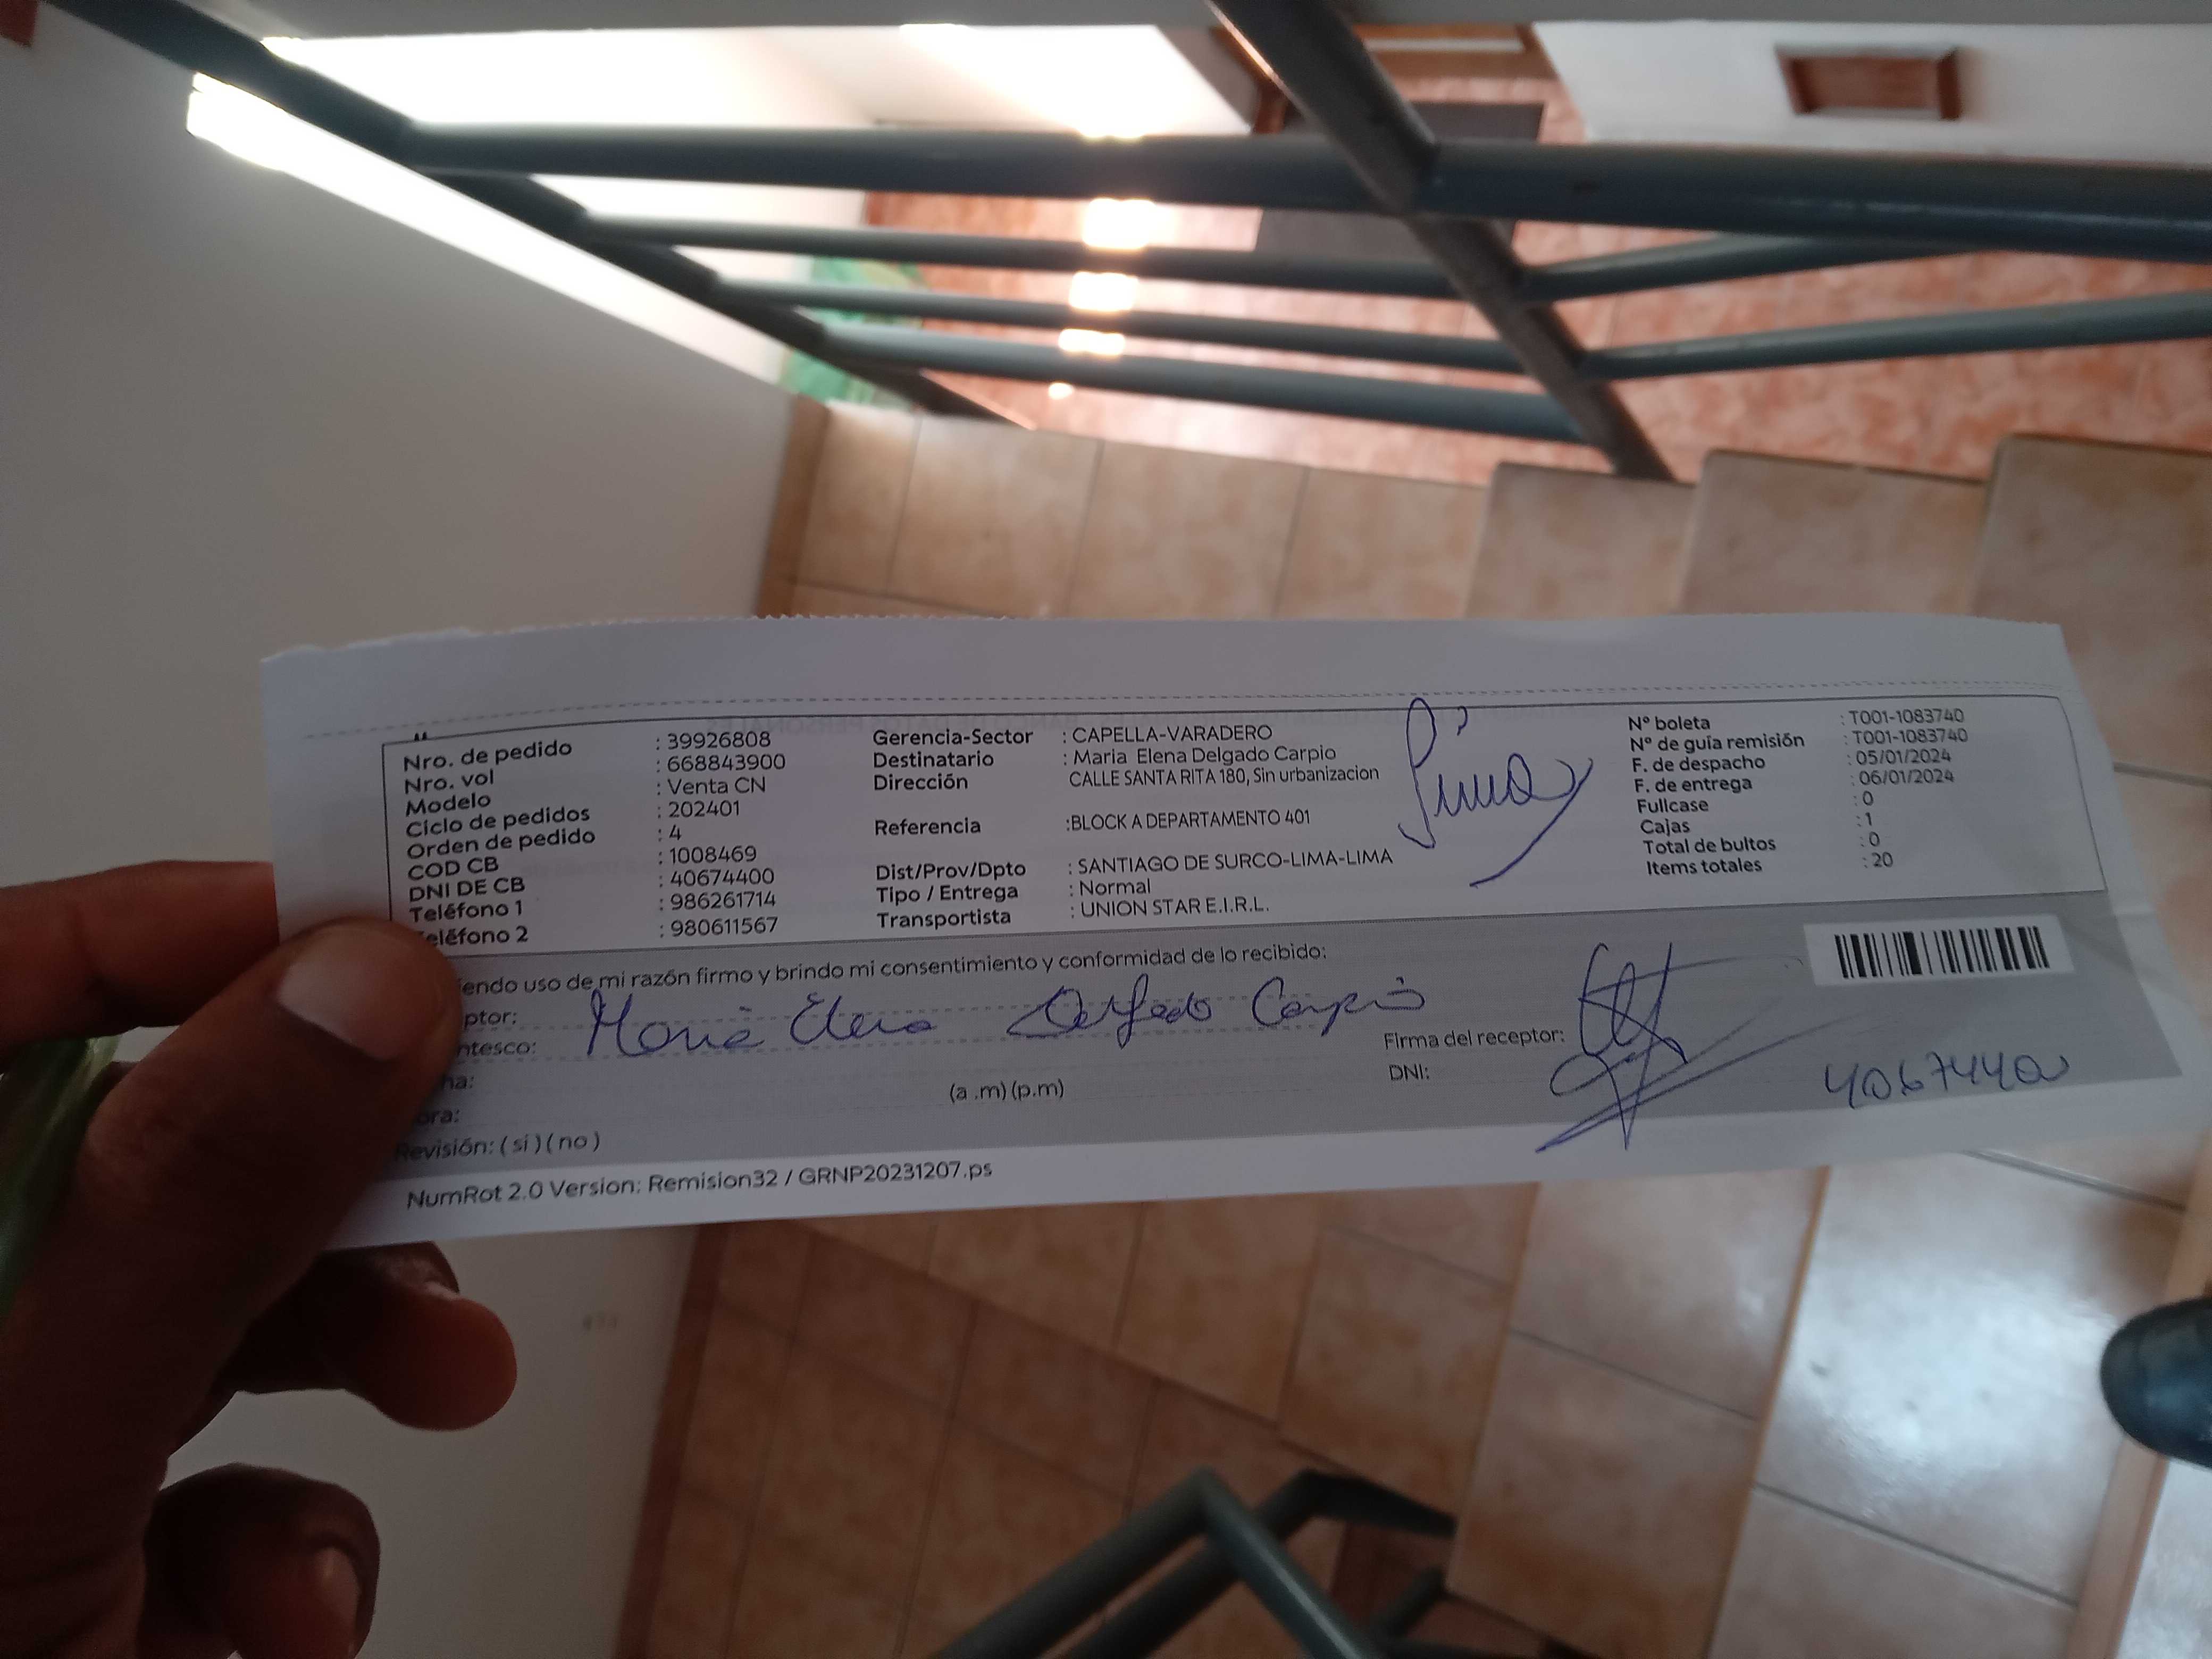 Nro. de pedido : 39926808
Nro. vol : 668843900
Modelo : Venta CN
Ciclo de pedidos : 202401
Orden de pedido : 4
COD CB : 1008469
DNI DE CB : 40674400
Teléfono 1 : 986261714
eléfono 2 : 980611567
Gerencia-Sector : CAPELLA-VARADERO
Destinatario : Maria Elena Delgado Carpio
Dirección CALLE SANTA RITA 180, Sin urbanizacion
Referencia :BLOCK A DEPARTAMENTO 401
Dist/Prov/Dpto : SANTIAGO DE SURCO-LIMA-LIMA
Tipo / Entrega : Normal
Transportista : UNION STAR E.I.R.L.
N° boleta : T001-1083740
N° de guía remisión : T001-1083740
F. de despacho : 05/01/2024
F. de entrega : 06/01/2024
Fullcase : 0
Cajas : 1
Total de bultos : 0
Items totales : 20
iendo uso de mi razón firmo y brindo mi consentimiento y conformidad de lo recibido:
ptor: Maria Elena Delgado Carpio
ntesco:
ha:
ora: (a .m) (p.m)
Revisión: ( si ) ( no )
Firma del receptor:
DNI: 40674400
NumRot 2.0 Version: Remision32 / GRNP20231207.ps